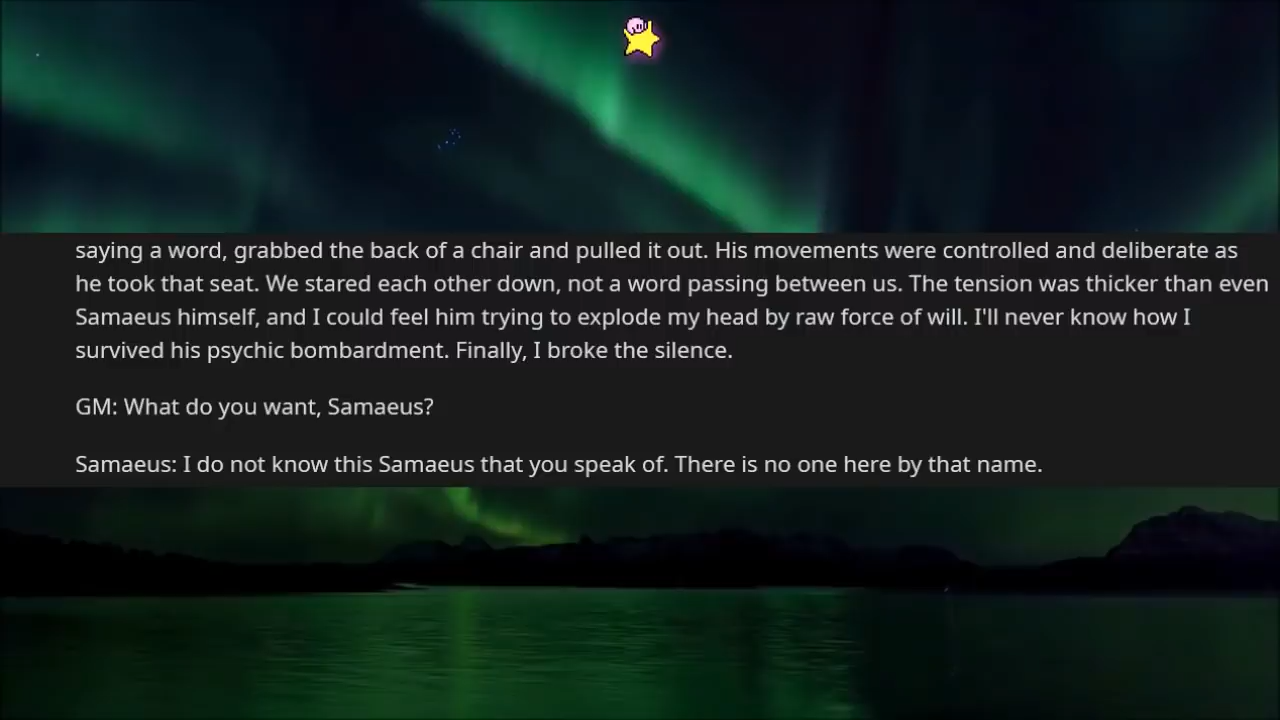 saying a word, grabbed the back of a chair and pulled it out. His movements were controlled and deliberate as
he took that seat. We stared each other down, not a word passing between us. The tension was thicker than even
Samaeus himself, and I could feel him trying to explode my head by raw force of will. I'll never know how I
survived his psychic bombardment. Finally, I broke the silence.
GM: What do you want, Samaeus?
Samaeus: I do not know this Samaeus that you speak of. There is no one here by that name.